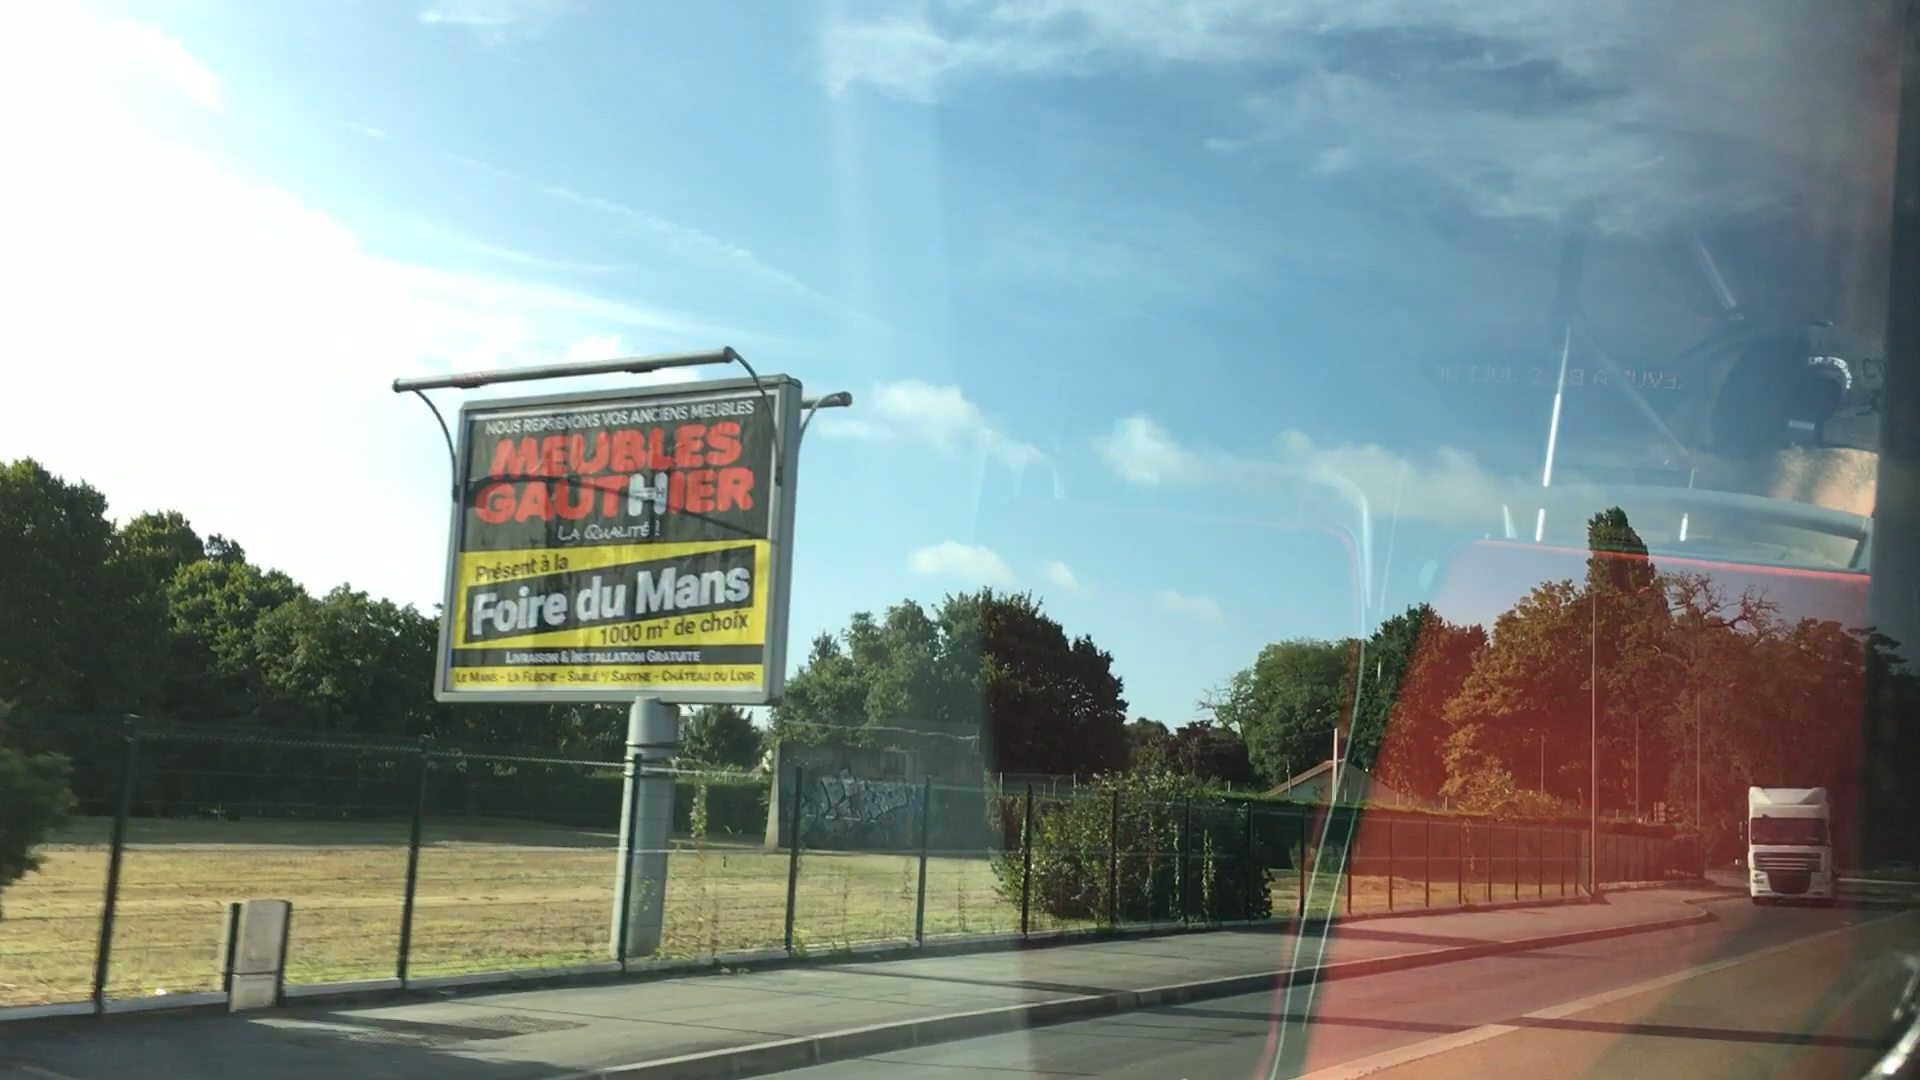 NOUS REPRENONS VOS ANCIENS MEUBLES
MEUBLES
GAUTHIER
LA QUALITÉ !
Présent à la
Foire du Mans
1000 m² de choix
LIVRAISON & INSTALLATION GRATUITE
LE MANS - LA FLÈCHE - SABLÉ S/ SARTHE - CHÂTEAU DU LOIR